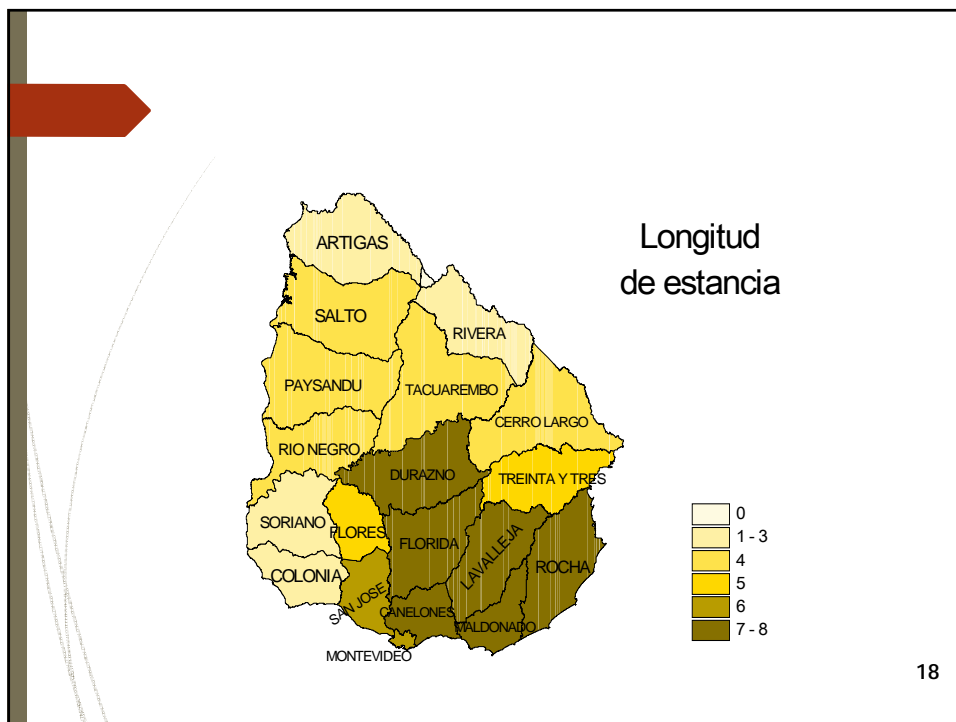 Longitud
de estancia
ARTIGAS
SALTO
RIVERA
PAYSANDU
TACUAREMBO
CERRO LARGO
RIO NEGRO
DURAZNO
TREINTA Y TRES
SORIANO
FLORES
FLORIDA
LAVALLEJA
ROCHA
COLONIA
SAN JOSE
CANELONES
MALDONADO
MONTEVIDEO
0
1 - 3
4
5
6
7 - 8
18